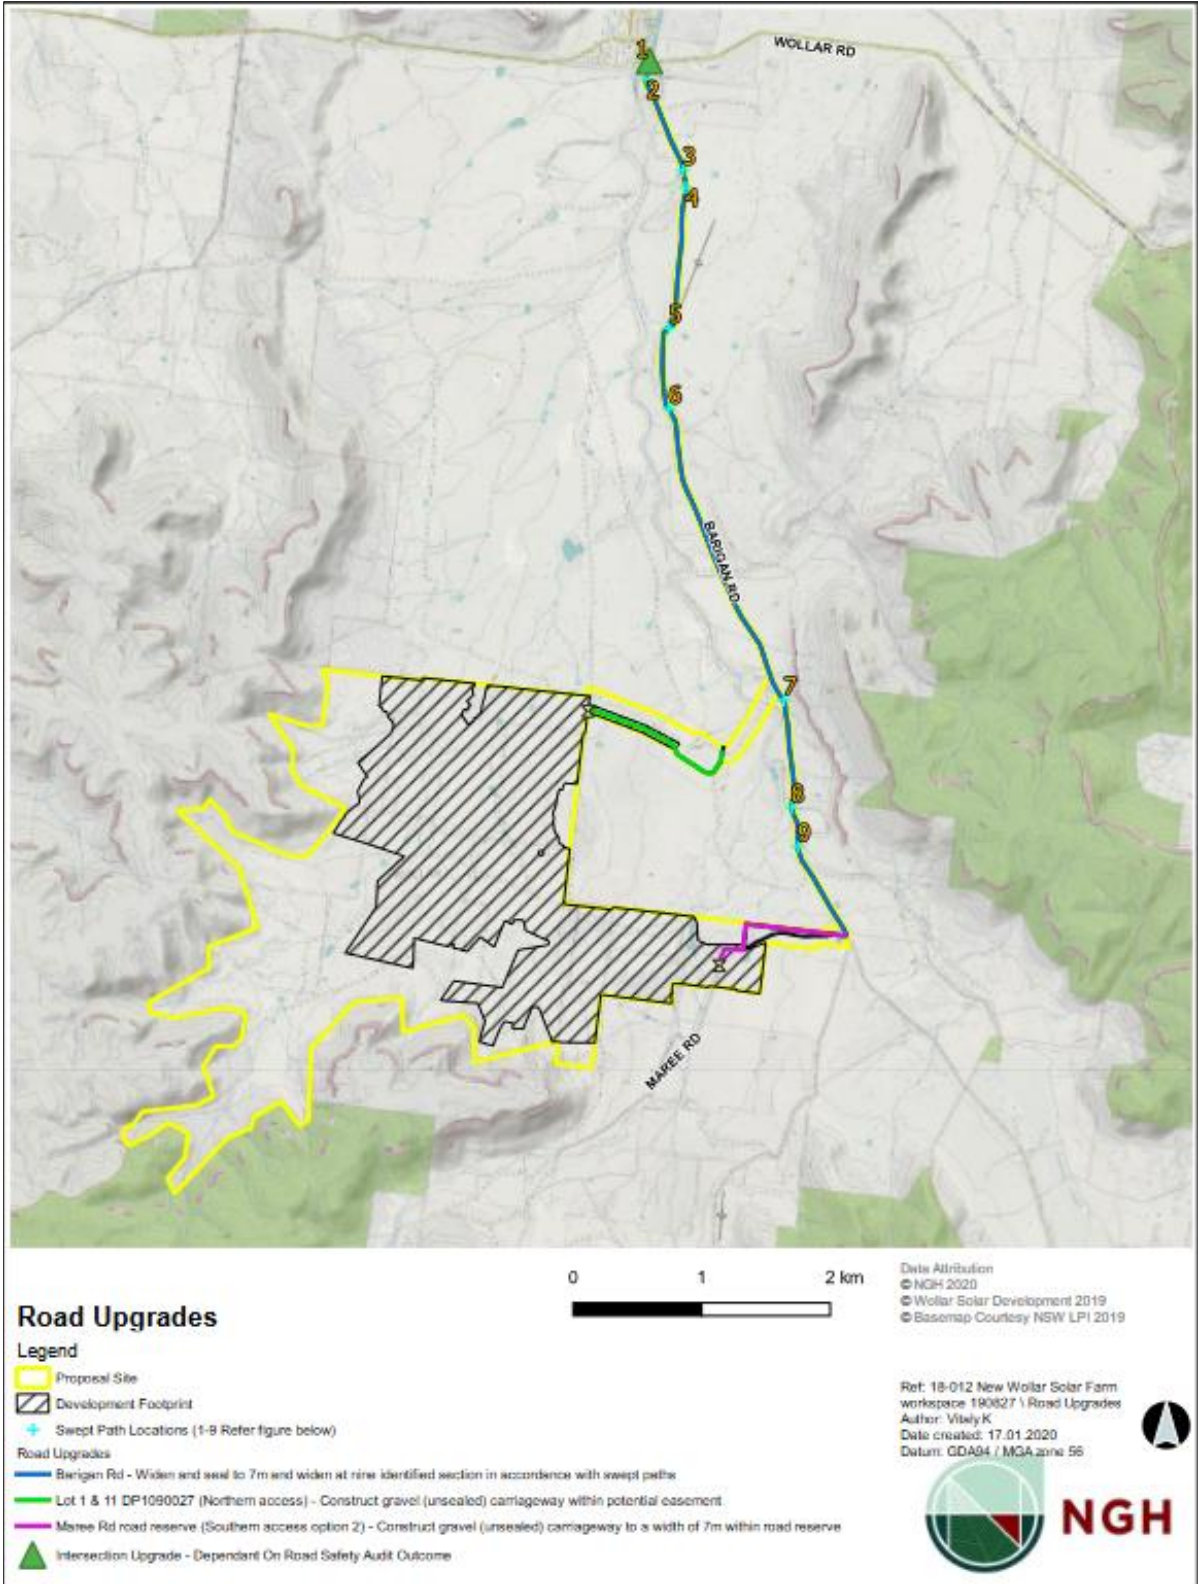 1
WOLLAR RD
2
3
4
5
6
BARIGAN RD
7
8
9
MAREE RD
0 1 2 km
Data Attribution
© NGH 2020
© Wollar Solar Development 2019
© Basemap Courtesy NSW LPI 2019
Road Upgrades
Legend
Proposal Site
Development Footprint
Swept Path Locations (1-9 Refer figure below)
Road Upgrades
Barigan Rd - Widen and seal to 7m and widen at nine identified section in accordance with swept paths
Lot 1 & 11 DP1090027 (Northern access) - Construct gravel (unsealed) carriageway within potential easement
Maree Rd road reserve (Southern access option 2) - Construct gravel (unsealed) carriageway to a width of 7m within road reserve
Intersection Upgrade - Dependant On Road Safety Audit Outcome
Ref: 18-012 New Wollar Solar Farm
workspace 190827 \ Road Upgrades
Author: Vitaly.K
Date created: 17.01.2020
Datum: GDA94 / MGA zone 56
NGH